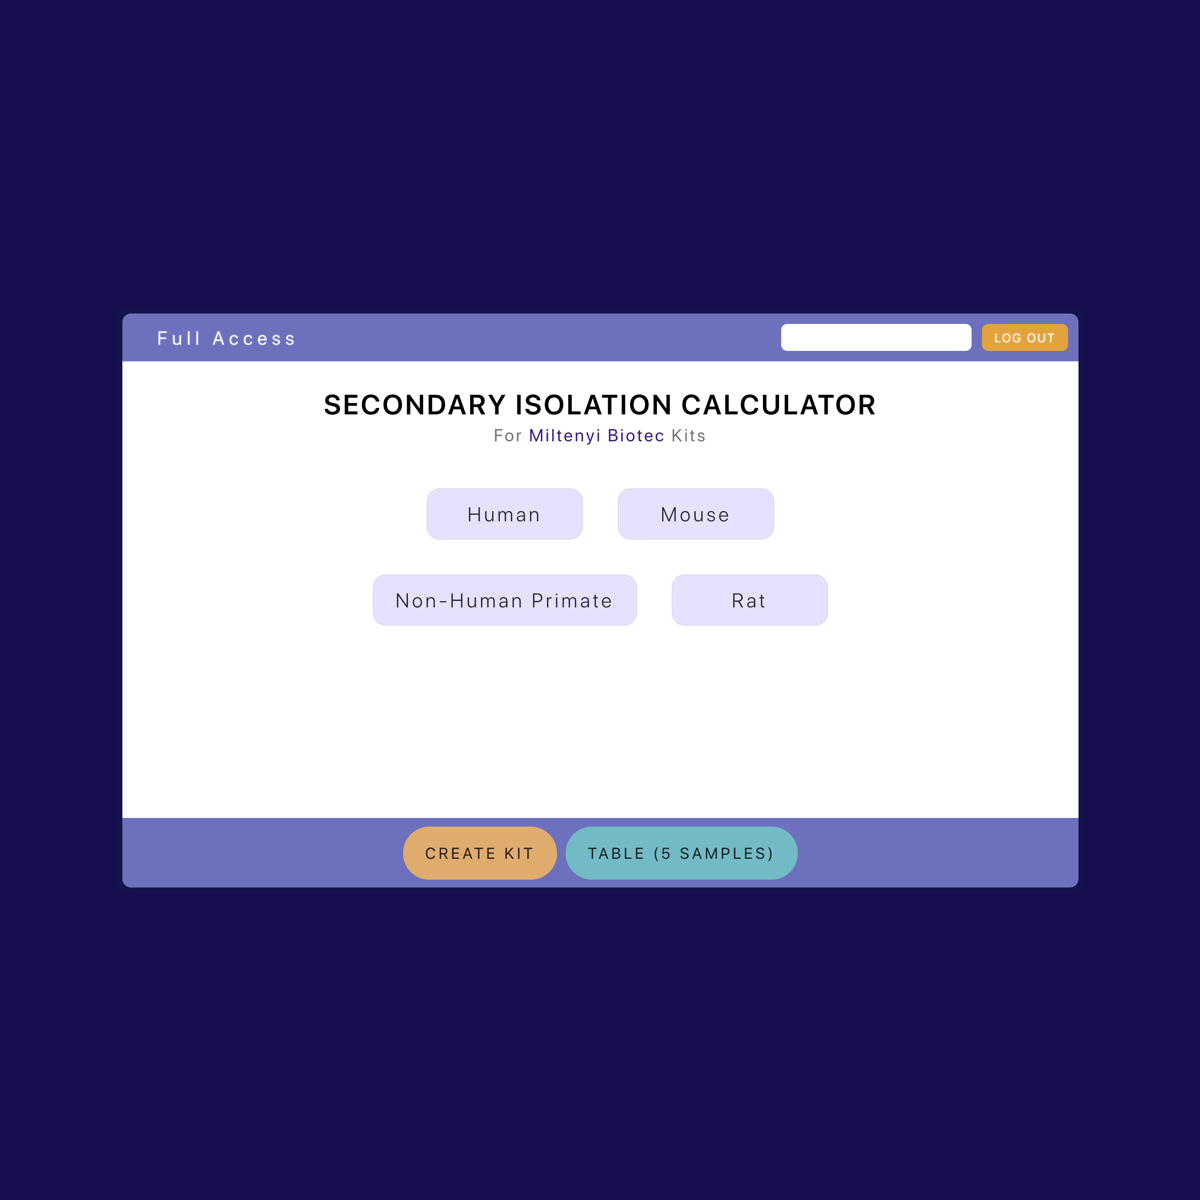 Full Access
LOG OUT
SECONDARY ISOLATION CALCULATOR
For Miltenyi Biotec Kits
Human
Mouse
Non-Human Primate
Rat
CREATE KIT
TABLE (5 SAMPLES)